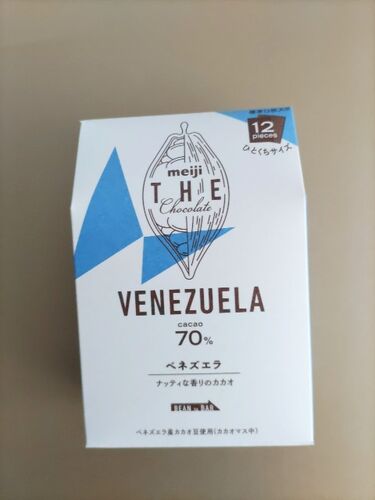 12
pieces
ひとくちサイズ
meiji
THE
Chocolate
VENEZUELA
cacao
70%
ベネズエラ
ナッティな香りのカカオ
BEAN to BAR
ベネズエラ産カカオ豆使用(カカオマス中)